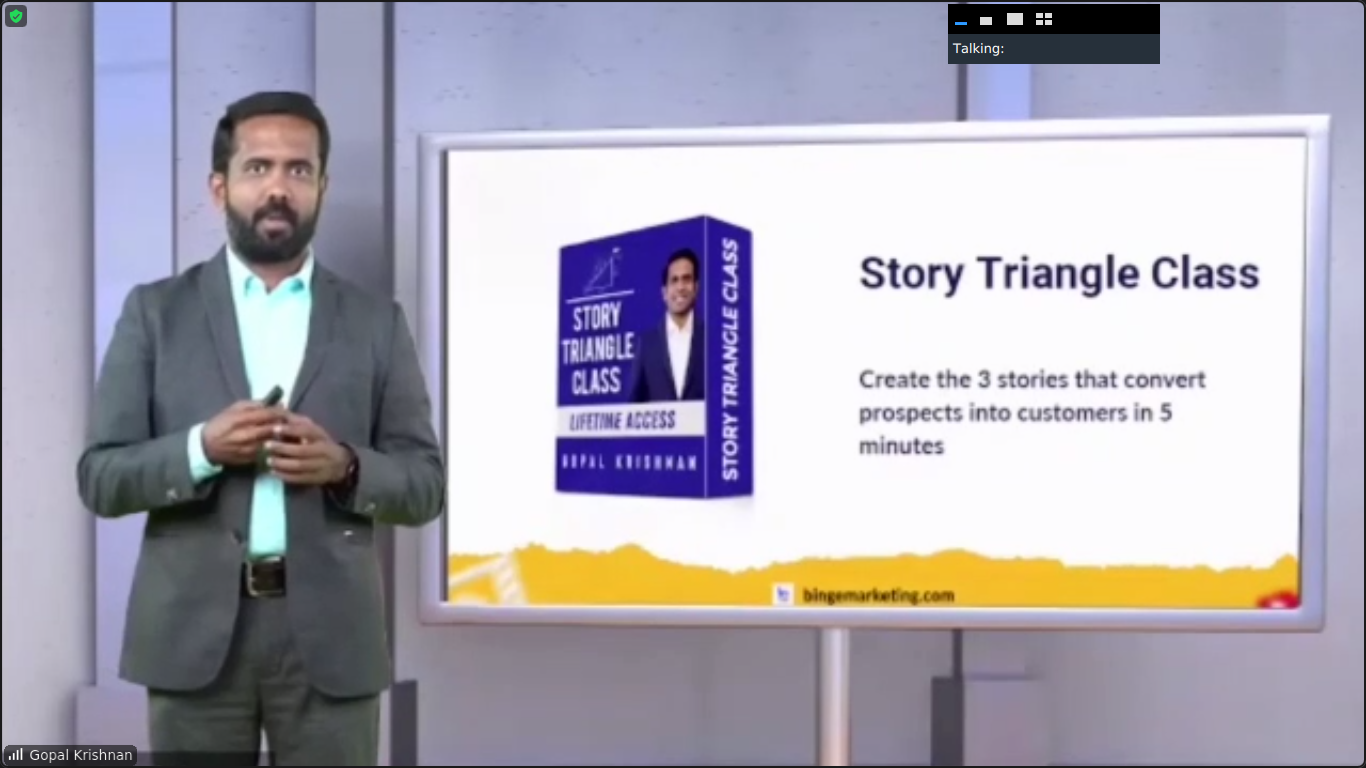 Talking:
Story Triangle Class
Create the 3 stories that convert
prospects into customers in 5
minutes
STORY
TRIANGLE
CLASS
LIFETIME ACCESS
GOPAL KRISHNAN
STORY TRIANGLE CLASS
bingemarketing.com
Gopal Krishnan